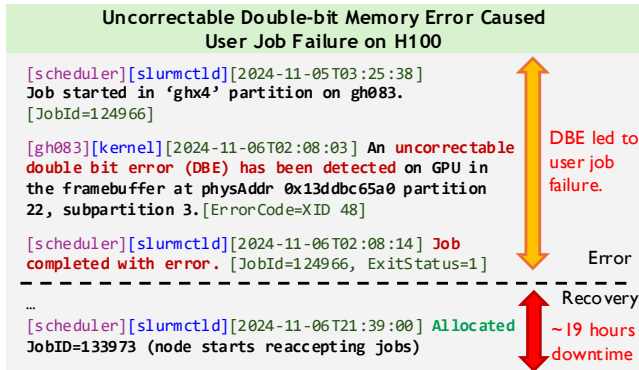 Uncorrectable Double-bit Memory Error Caused
User Job Failure on H100
[scheduler][slurmctld][2024-11-05T03:25:38]
Job started in ‘ghx4’ partition on gh083.
[JobId=124966]
[gh083][kernel][2024-11-06T02:08:03] An uncorrectable
double bit error (DBE) has been detected on GPU in
the framebuffer at physAddr 0x13ddbc65a0 partition
22, subpartition 3.[ErrorCode=XID 48]
[scheduler][slurmctld][2024-11-06T02:08:14] Job
completed with error. [JobId=124966, ExitStatus=1]
DBE led to
user job
failure.
Error
Recovery
…
[scheduler][slurmctld][2024-11-06T21:39:00] Allocated
JobID=133973 (node starts reaccepting jobs)
~19 hours
downtime